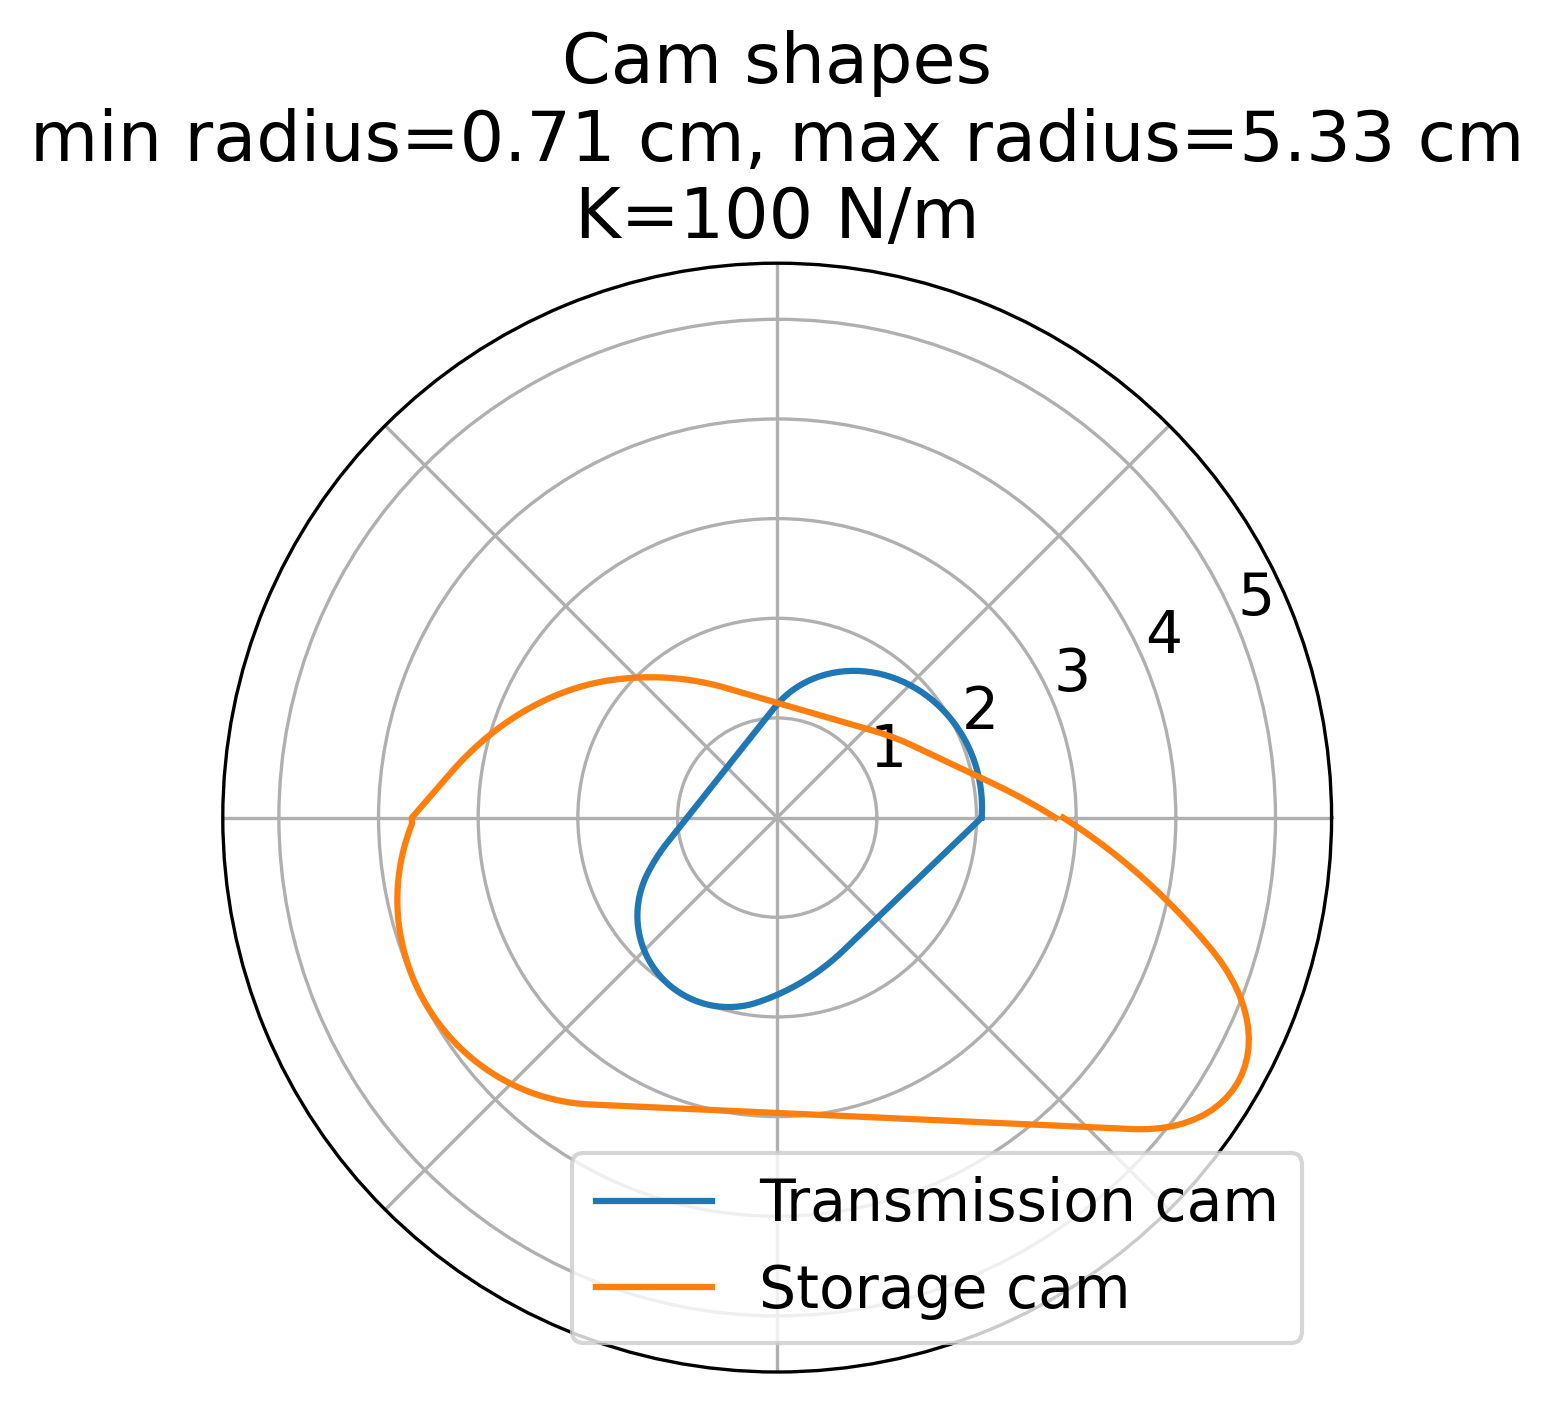 Cam shapes
min radius=0.71 cm, max radius=5.33 cm
K=100 N/m
5
4
3
2
1
Transmission cam
Storage cam